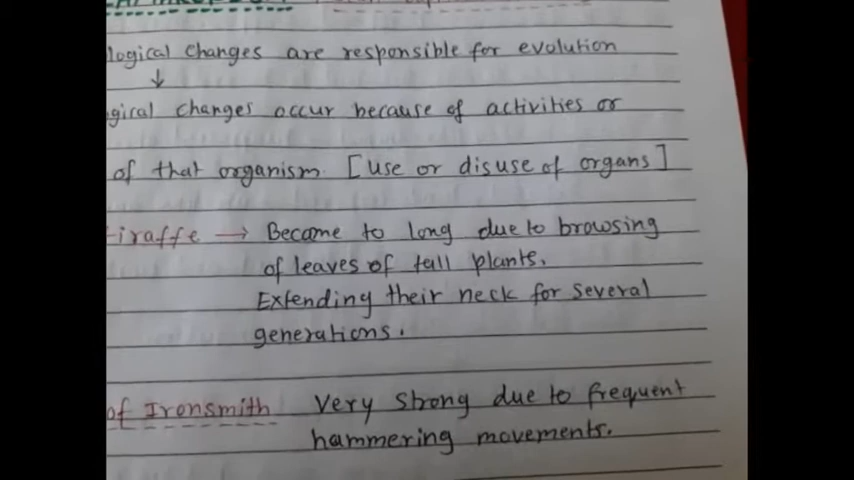 logical changes are responsible for evolution
↓
gical changes occur because of activities or
of that organism. [Use or disuse of organs]
iraffe → Became to long due to browsing
of leaves of tall plants.
Extending their neck for several
generations.
of Ironsmith Very strong due to frequent
hammering movements.